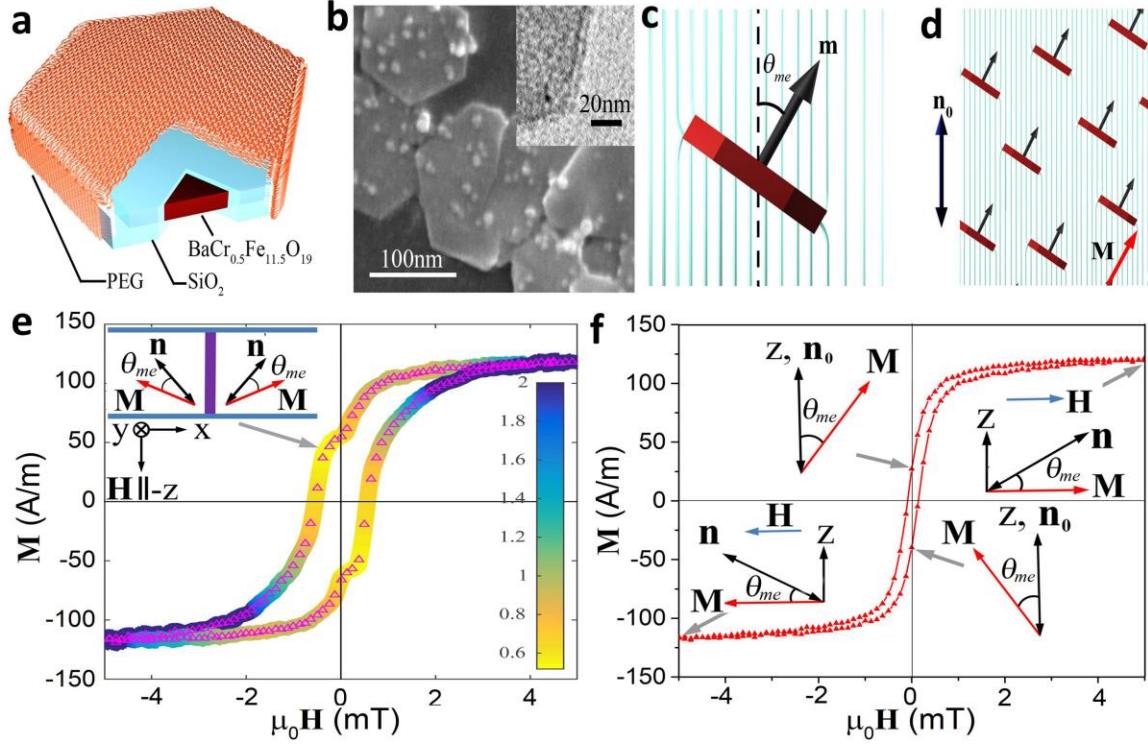 a
BaCr0.5Fe11.5O19
PEG
SiO2
b
20nm
100nm
c
θme
m
d
n0
M
e
150
100
50
0
-50
-100
-150
M (A/m)
-4
-2
0
2
4
μ0H (mT)
n
n
θme
θme
M
M
y
x
H||-z
2
1.8
1.6
1.4
1.2
1
0.8
0.6
f
150
100
50
0
-50
-100
-150
M (A/m)
-4
-2
0
2
4
μ0H (mT)
z, n0
M
θme
H
z
n
θme
M
H
n
z
θme
M
M
z, n0
θme